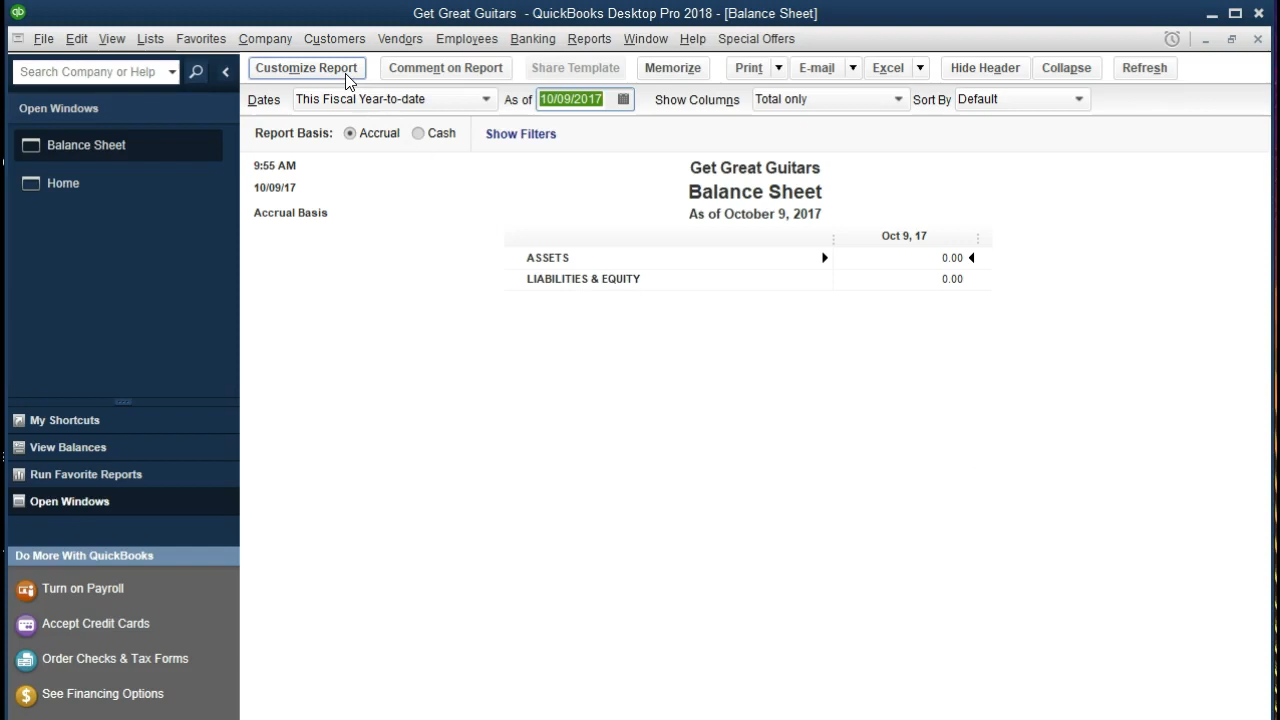 qb
Get Great Guitars - QuickBooks Desktop Pro 2018 - [Balance Sheet]
File Edit View Lists Favorites Company Customers Vendors Employees Banking Reports Window Help Special Offers
Search Company or Help
Customize Report Comment on Report Share Template Memorize Print E-mail Excel Hide Header Collapse Refresh
Dates This Fiscal Year-to-date As of 10/09/2017 Show Columns Total only Sort By Default
Open Windows
Report Basis: Accrual Cash Show Filters
Balance Sheet
Home
9:55 AM
10/09/17
Accrual Basis
Get Great Guitars
Balance Sheet
As of October 9, 2017
Oct 9, 17
ASSETS 0.00
LIABILITIES & EQUITY 0.00
My Shortcuts
View Balances
Run Favorite Reports
Open Windows
Do More With QuickBooks
Turn on Payroll
Accept Credit Cards
Order Checks & Tax Forms
$ See Financing Options